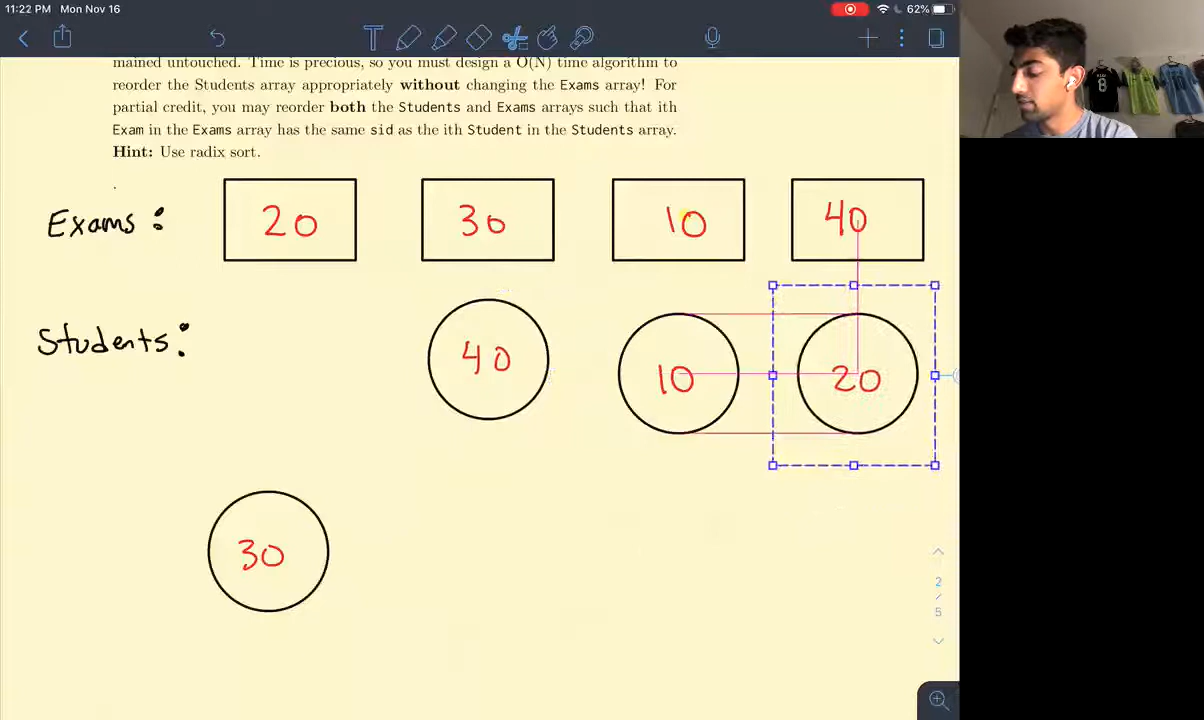 11:22 PM Mon Nov 16
62%
mained untouched. Time is precious, so you must design a O(N) time algorithm to
reorder the Students array appropriately without changing the Exams array! For
partial credit, you may reorder both the Students and Exams arrays such that ith
Exam in the Exams array has the same sid as the ith Student in the Students array.
Hint: Use radix sort.
.
Exams: 20 30 10 40
Students: 40 10 20
30
2
/
5